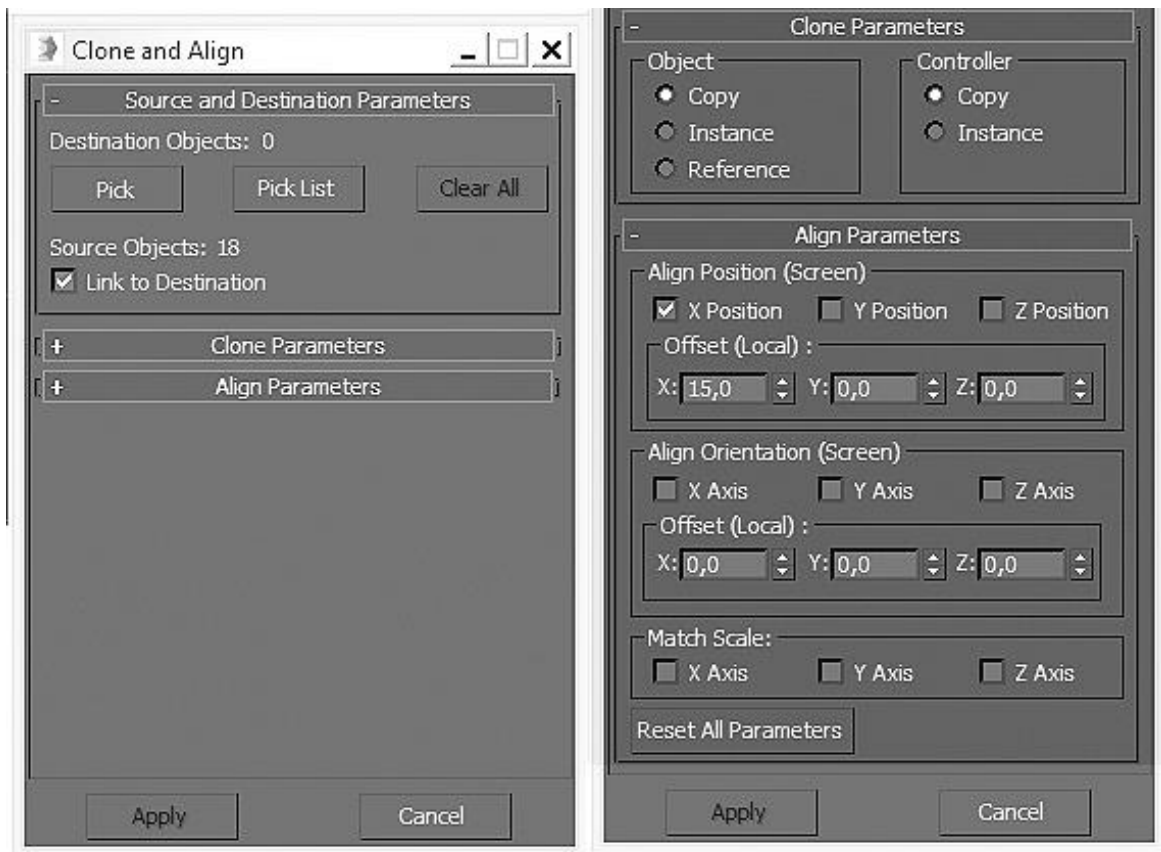 Clone and Align
- Source and Destination Parameters
Destination Objects: 0
Pick Pick List Clear All
Source Objects: 18
Link to Destination
+ Clone Parameters
+ Align Parameters
Apply Cancel
- Clone Parameters
Object Controller
Copy Copy
Instance Instance
Reference
- Align Parameters
Align Position (Screen)
X Position Y Position Z Position
Offset (Local) :
X: 15,0 Y: 0,0 Z: 0,0
Align Orientation (Screen)
X Axis Y Axis Z Axis
Offset (Local) :
X: 0,0 Y: 0,0 Z: 0,0
Match Scale:
X Axis Y Axis Z Axis
Reset All Parameters
Apply Cancel